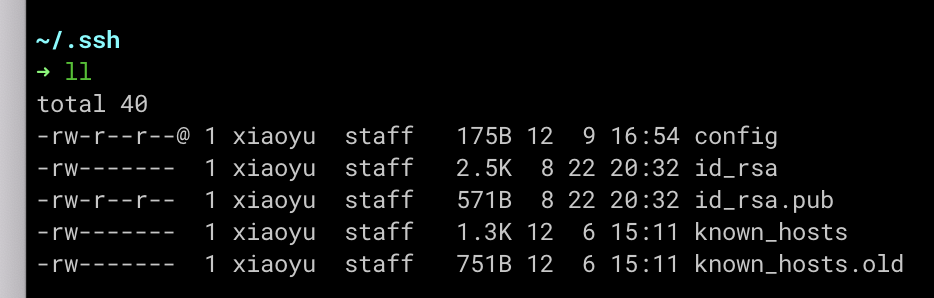 ~/.ssh
→ ll
total 40
-rw-r--r--@ 1 xiaoyu  staff   175B 12  9 16:54 config
-rw-------  1 xiaoyu  staff   2.5K  8 22 20:32 id_rsa
-rw-r--r--  1 xiaoyu  staff   571B  8 22 20:32 id_rsa.pub
-rw-------  1 xiaoyu  staff   1.3K 12  6 15:11 known_hosts
-rw-------  1 xiaoyu  staff   751B 12  6 15:11 known_hosts.old